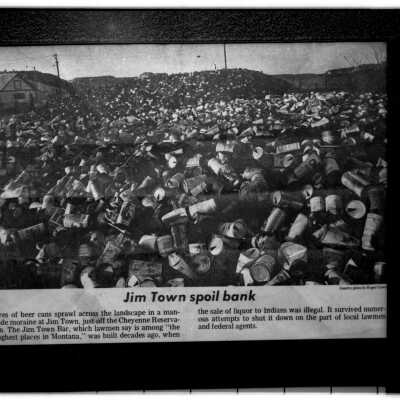 Jim Town spoil bank
res of beer cans sprawl across the landscape in a man-
de moraine at Jim Town, just off the Cheyenne Reserva-
n. The Jim Town Bar, which lawmen say is among "the
ghest places in Montana," was built decades ago, when
the sale of liquor to Indians was illegal. It survived numer-
ous attempts to shut it down on the part of local lawmen
and federal agents.